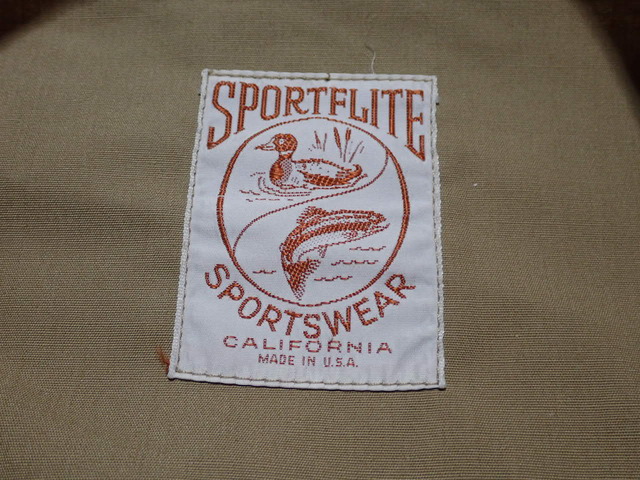 SPORTFLITE
SPORTSWEAR
CALIFORNIA
MADE IN U.S.A.